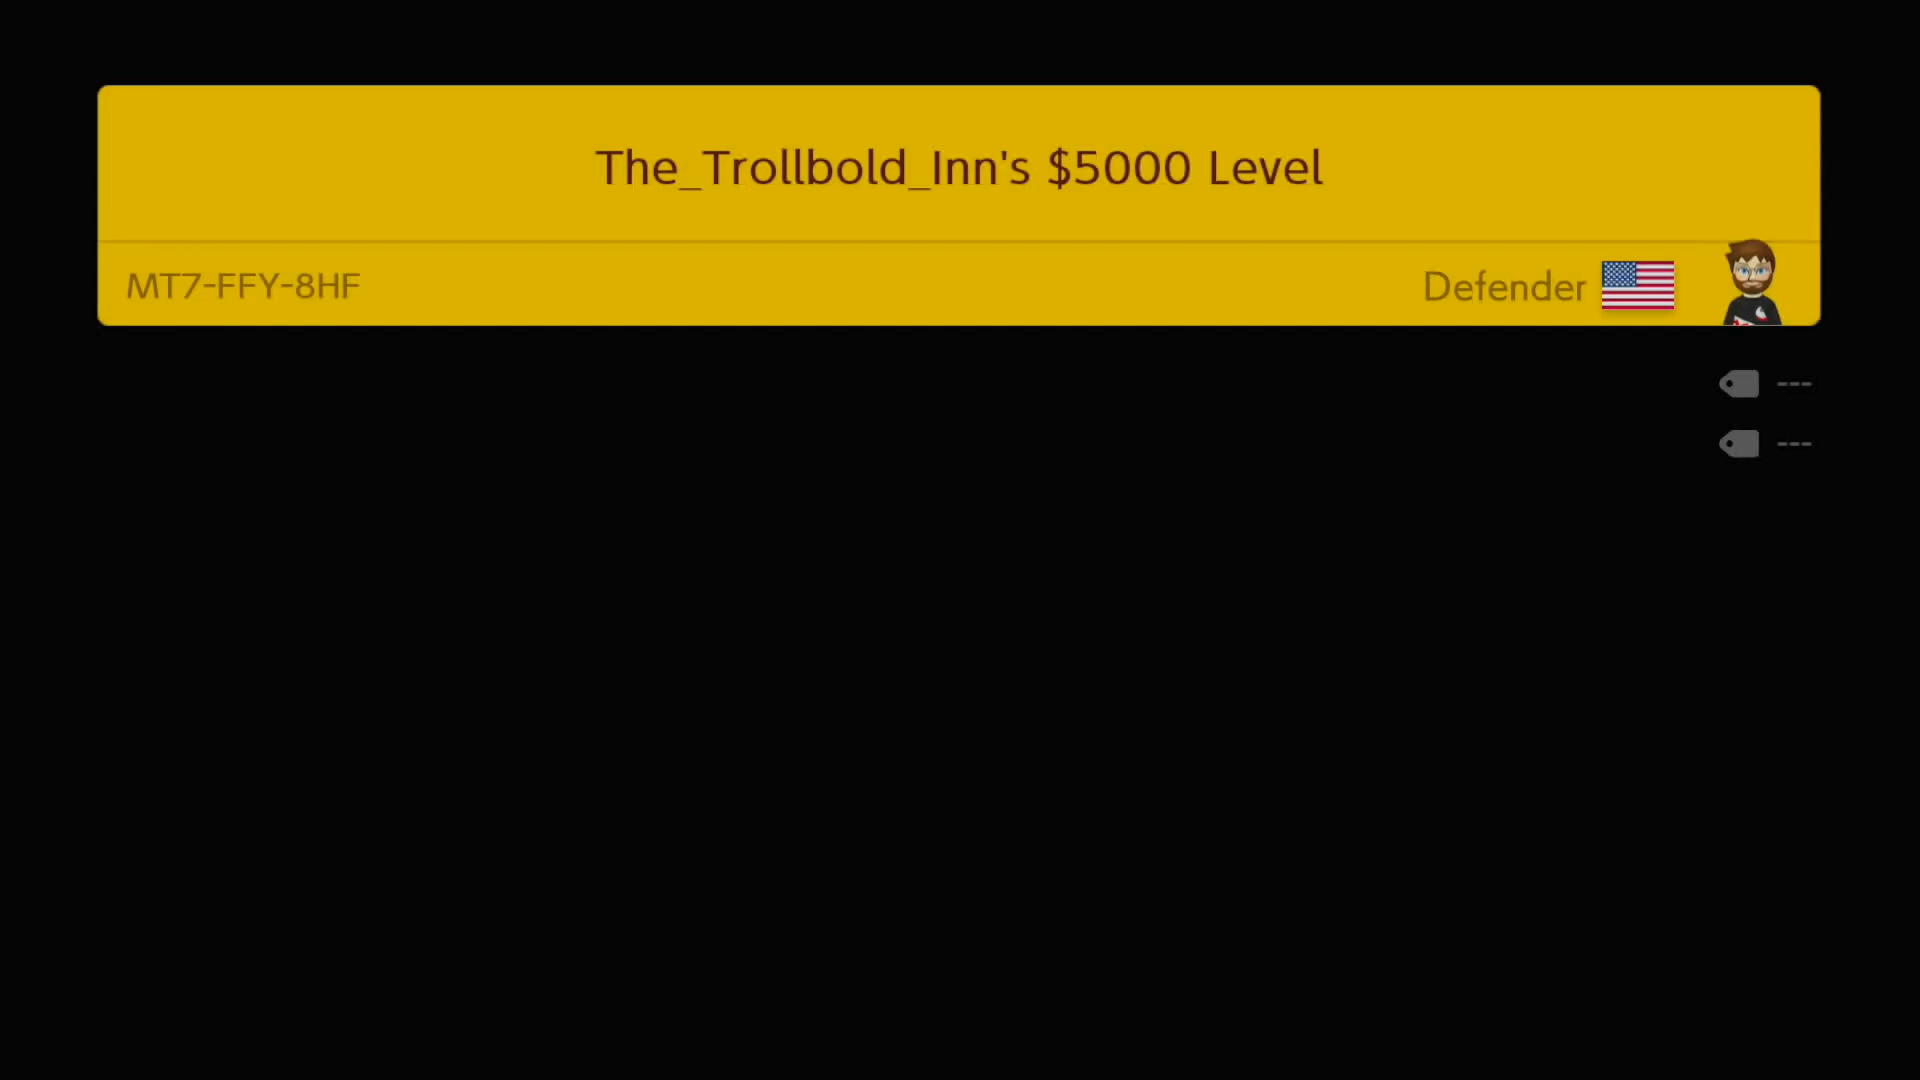 The_Trollbold_Inn's $5000 Level
MT7-FFY-8HF
Defender
---
---